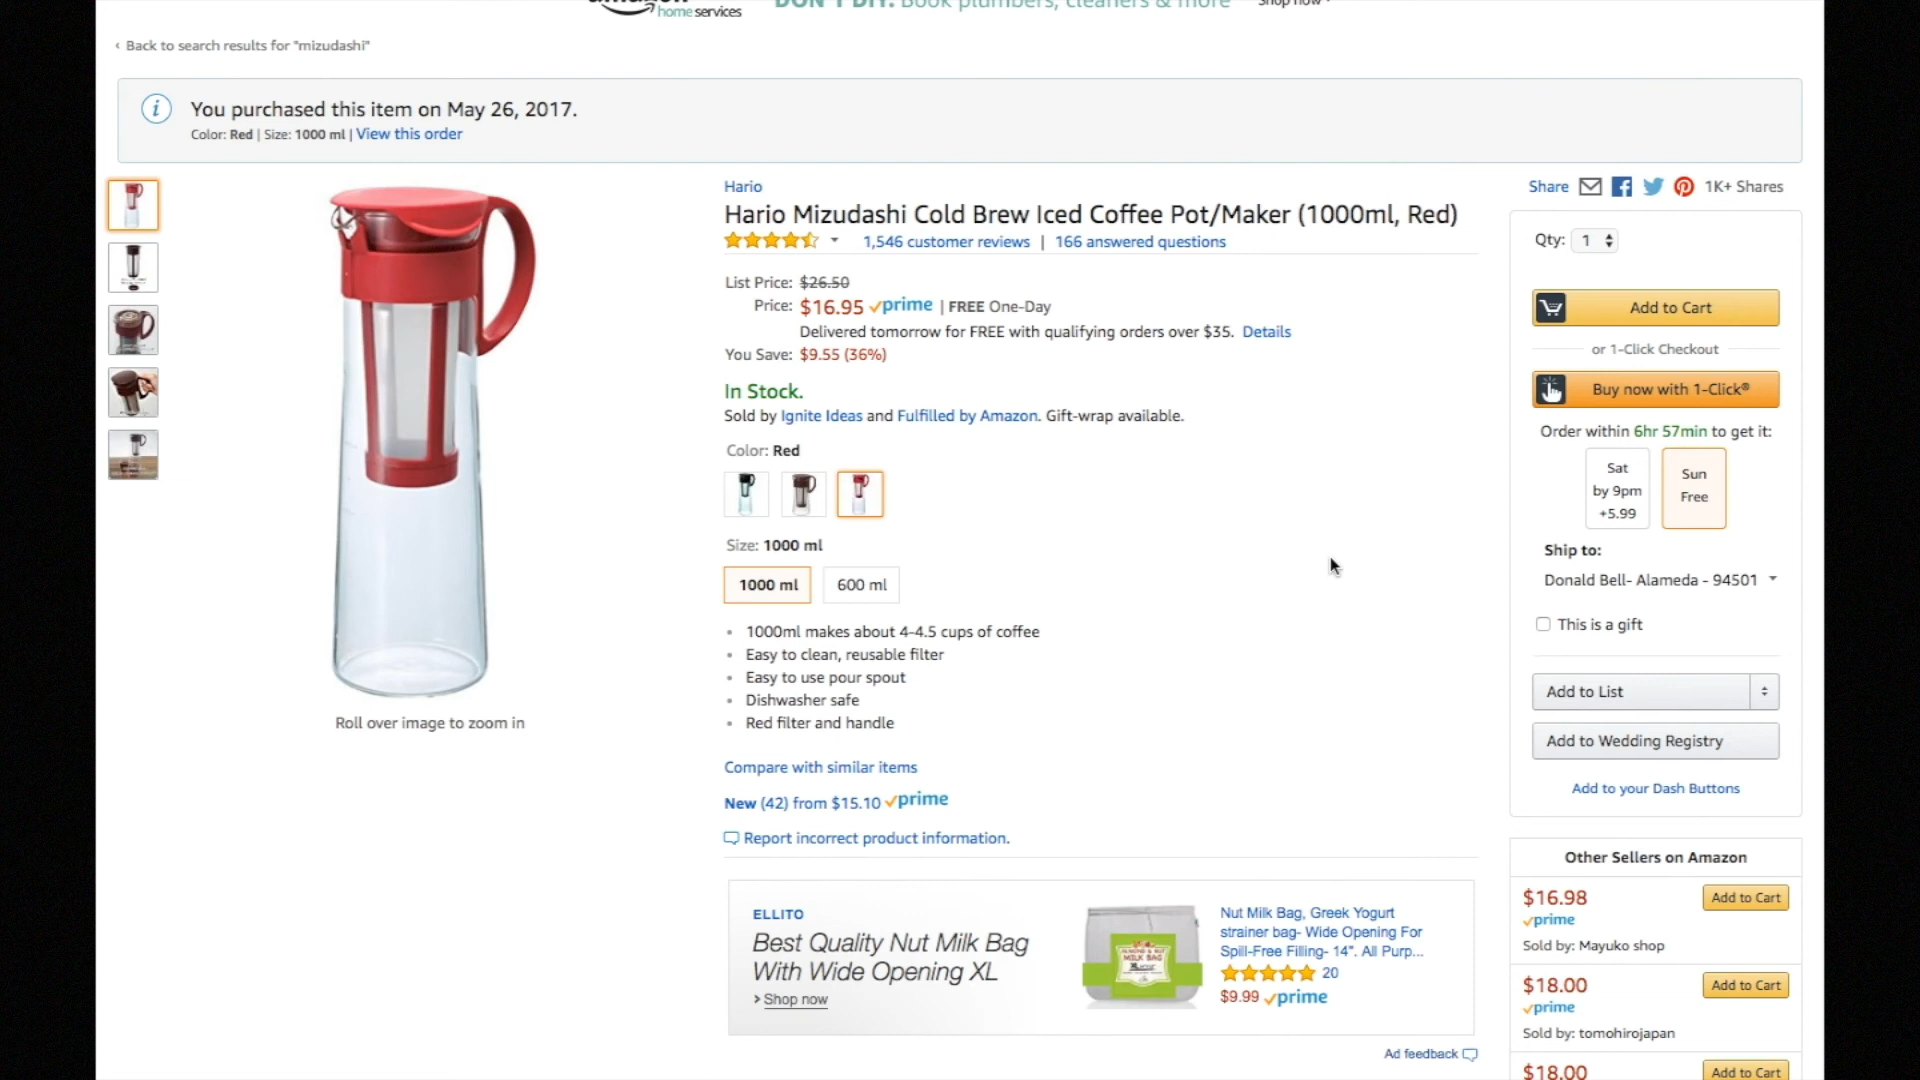 amazon
home services
DON'T DIY. Book plumbers, cleaners & more
Shop now
‹ Back to search results for "mizudashi"
You purchased this item on May 26, 2017.
Color: Red | Size: 1000 ml | View this order
Hario
Hario Mizudashi Cold Brew Iced Coffee Pot/Maker (1000ml, Red)
1,546 customer reviews | 166 answered questions
List Price: $26.50
Price: $16.95 prime | FREE One-Day
Delivered tomorrow for FREE with qualifying orders over $35. Details
You Save: $9.55 (36%)
In Stock.
Sold by Ignite Ideas and Fulfilled by Amazon. Gift-wrap available.
Color: Red
Size: 1000 ml
1000 ml
600 ml
• 1000ml makes about 4-4.5 cups of coffee
• Easy to clean, reusable filter
• Easy to use pour spout
• Dishwasher safe
• Red filter and handle
Roll over image to zoom in
Compare with similar items
New (42) from $15.10 prime
Report incorrect product information.
ELLITO
Best Quality Nut Milk Bag
With Wide Opening XL
› Shop now
MILK BAG
Nut Milk Bag, Greek Yogurt
strainer bag- Wide Opening For
Spill-Free Filling- 14". All Purp...
20
$9.99 prime
Ad feedback
Share 1K+ Shares
Qty: 1
Add to Cart
or 1-Click Checkout
Buy now with 1-Click®
Order within 6hr 57min to get it:
Sat
by 9pm
+5.99
Sun
Free
Ship to:
Donald Bell- Alameda - 94501
This is a gift
Add to List
Add to Wedding Registry
Add to your Dash Buttons
Other Sellers on Amazon
$16.98 Add to Cart
prime
Sold by: Mayuko shop
$18.00 Add to Cart
prime
Sold by: tomohirojapan
$18.00 Add to Cart